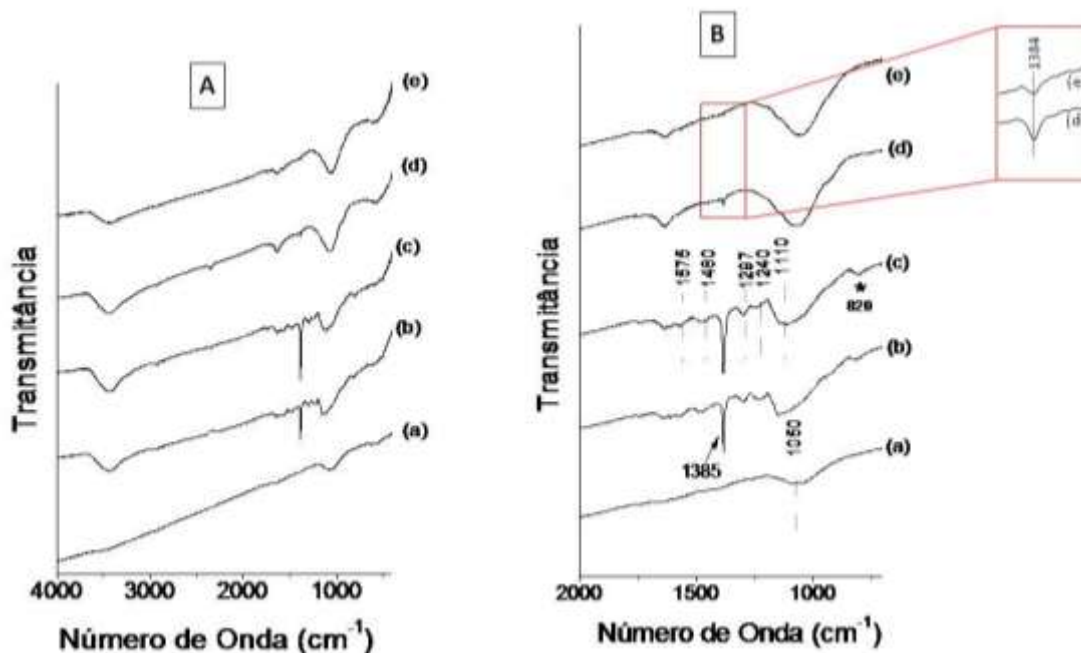 A
(e)
(d)
(c)
(b)
(a)
Transmitância
4000 3000 2000 1000
Número de Onda (cm-1)
B
1384
(e
(d
(e)
(d)
1575 1460 1297 1240 1110
(c)
*
820
(b)
1385
1050
(a)
Transmitância
2000 1500 1000
Número de Onda (cm-1)